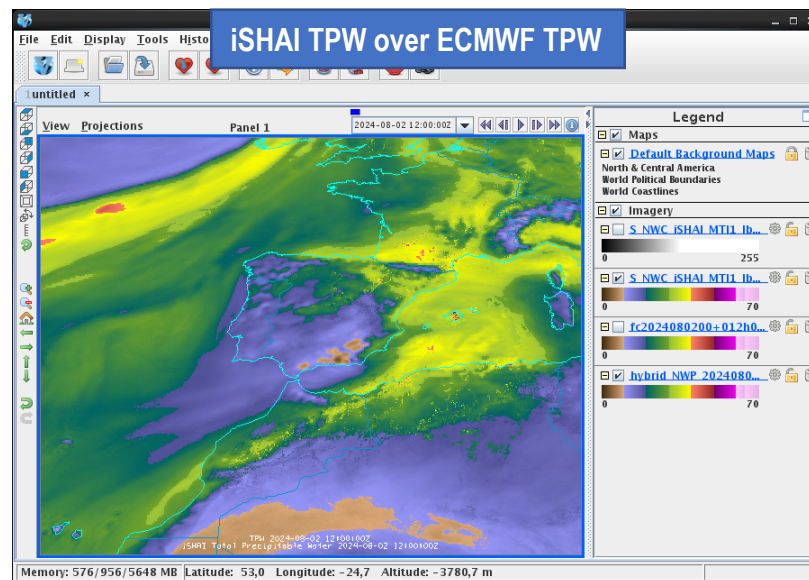 iSHAI TPW over ECMWF TPW
File Edit Display Tools Histo
untitled ×
View Projections Panel 1 2024-08-02 12:00:00Z
Legend
Maps
Default Background Maps
North & Central America
World Political Boundaries
World Coastlines
Imagery
S_NWC_iSHAI_MTI1_Ib...
0 255
S_NWC_iSHAI_MTI1_Ib...
0 70
fc2024080200+012h0...
0 70
hybrid_NWP_2024080...
0 70
TPW 2024-08-02 12:00:00Z
iSHAI Total Precipitable Water 2024-08-02 12:00:00Z
Memory: 576/956/5648 MB Latitude: 53,0 Longitude: -24,7 Altitude: -3780,7 m